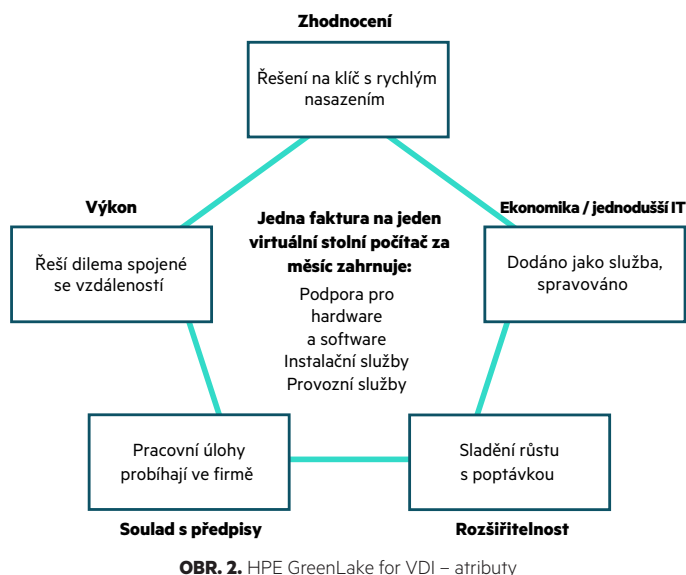 Zhodnocení
Řešení na klíč s rychlým
nasazením
Výkon
Řeší dilema spojené
se vzdáleností
Jedna faktura na jeden
virtuální stolní počítač za
měsíc zahrnuje:
Podpora pro
hardware
a software
Instalační služby
Provozní služby
Ekonomika / jednodušší IT
Dodáno jako služba,
spravováno
Pracovní úlohy
probíhají ve firmě
Soulad s předpisy
Sladění růstu
s poptávkou
Rozšiřitelnost
OBR. 2. HPE GreenLake for VDI – atributy